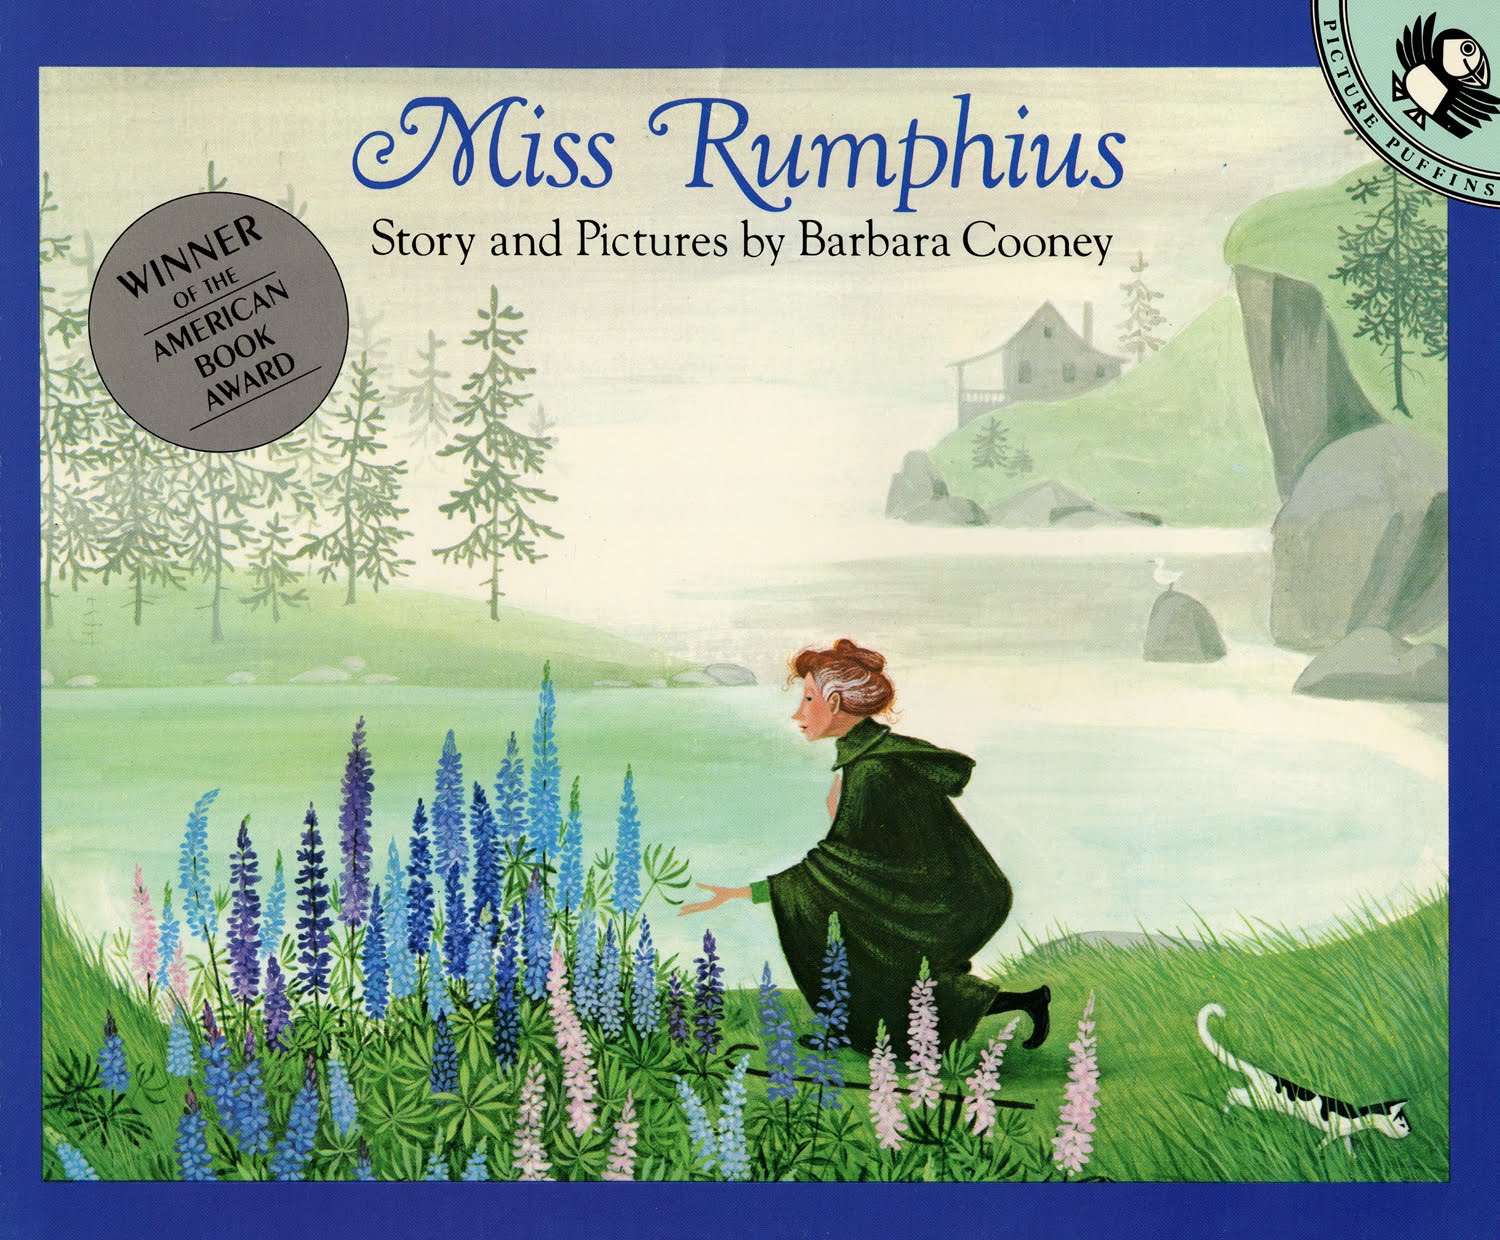 PICTURE PUFFINS
Miss Rumphius
Story and Pictures by Barbara Cooney
WINNER
OF THE
AMERICAN
BOOK
AWARD